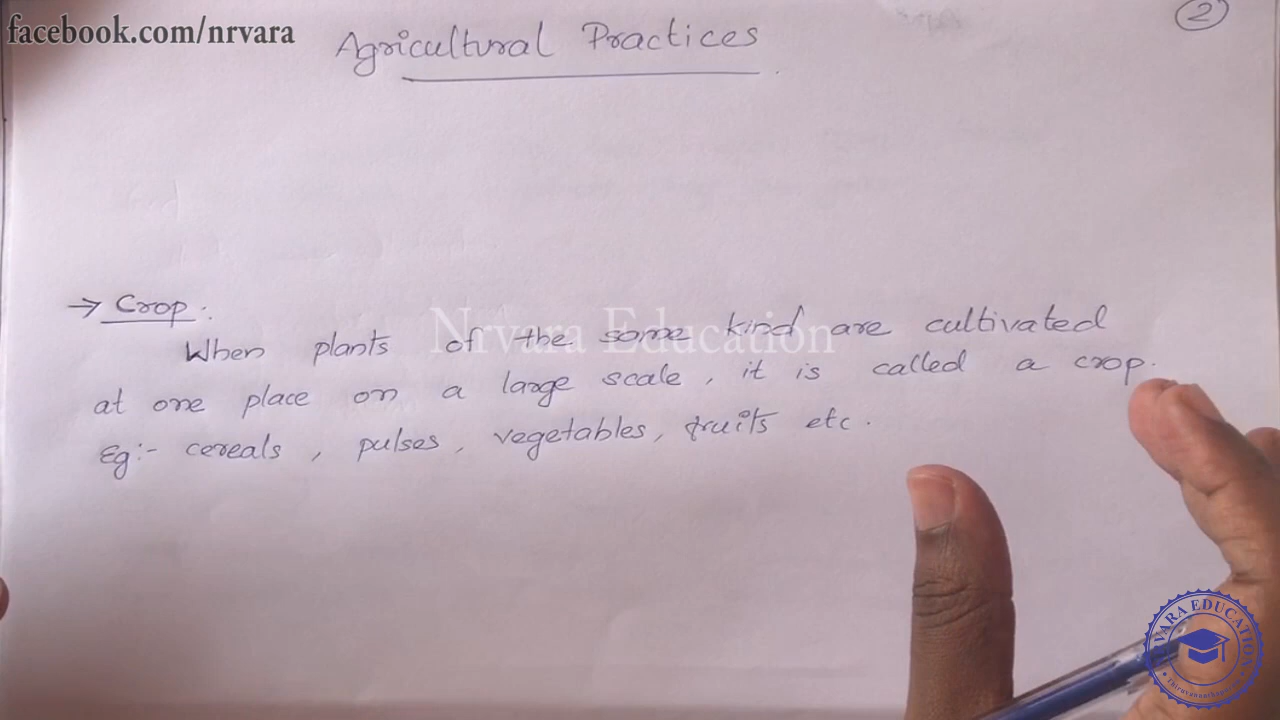 facebook.com/nrvara
2
Agricultural Practices
→ Crop :
Nrvara Education
When plants of the same kind are cultivated
at one place on a large scale, it is called a crop.
Eg:- cereals, pulses, vegetables, fruits etc.
NRVARA EDUCATION